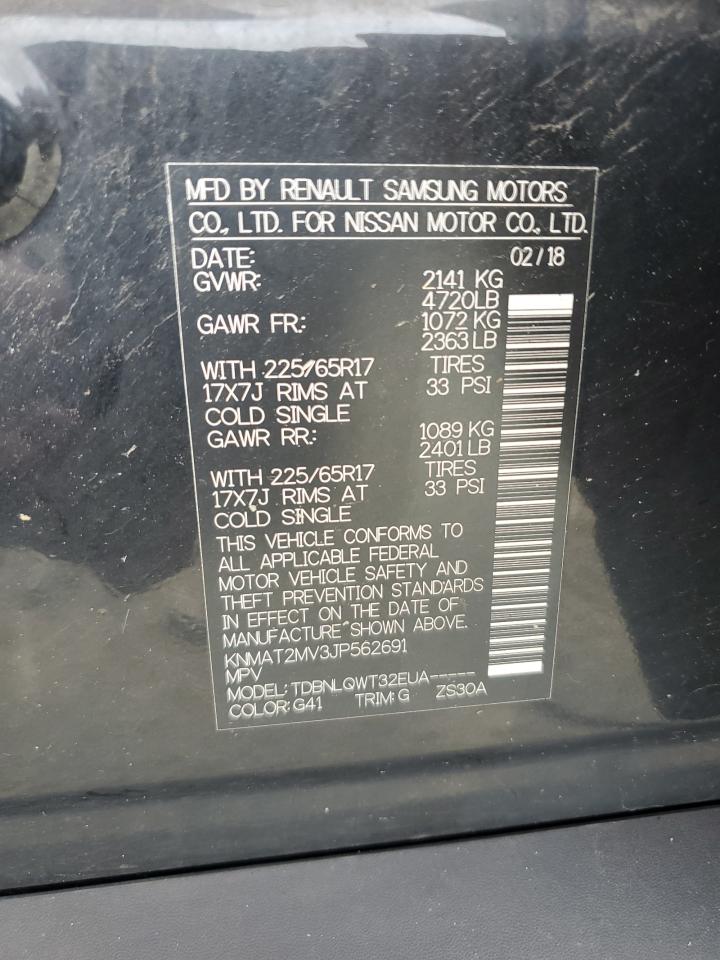 MFD BY RENAULT SAMSUNG MOTORS
CO., LTD. FOR NISSAN MOTOR CO., LTD.
DATE: 02/18
GVWR: 2141 KG
4720LB
GAWR FR: 1072 KG
2363 LB
WITH 225/65R17 TIRES
17X7J RIMS AT 33 PSI
COLD SINGLE
GAWR RR: 1089 KG
2401 LB
WITH 225/65R17 TIRES
17X7J RIMS AT 33 PSI
COLD SINGLE
THIS VEHICLE CONFORMS TO
ALL APPLICABLE FEDERAL
MOTOR VEHICLE SAFETY AND
THEFT PREVENTION STANDARDS
IN EFFECT ON THE DATE OF
MANUFACTURE SHOWN ABOVE.
KNMAT2MV3JP562691
MPV
MODEL: TDBNLQWT32EUA-----
COLOR: G41 TRIM: G ZS30A